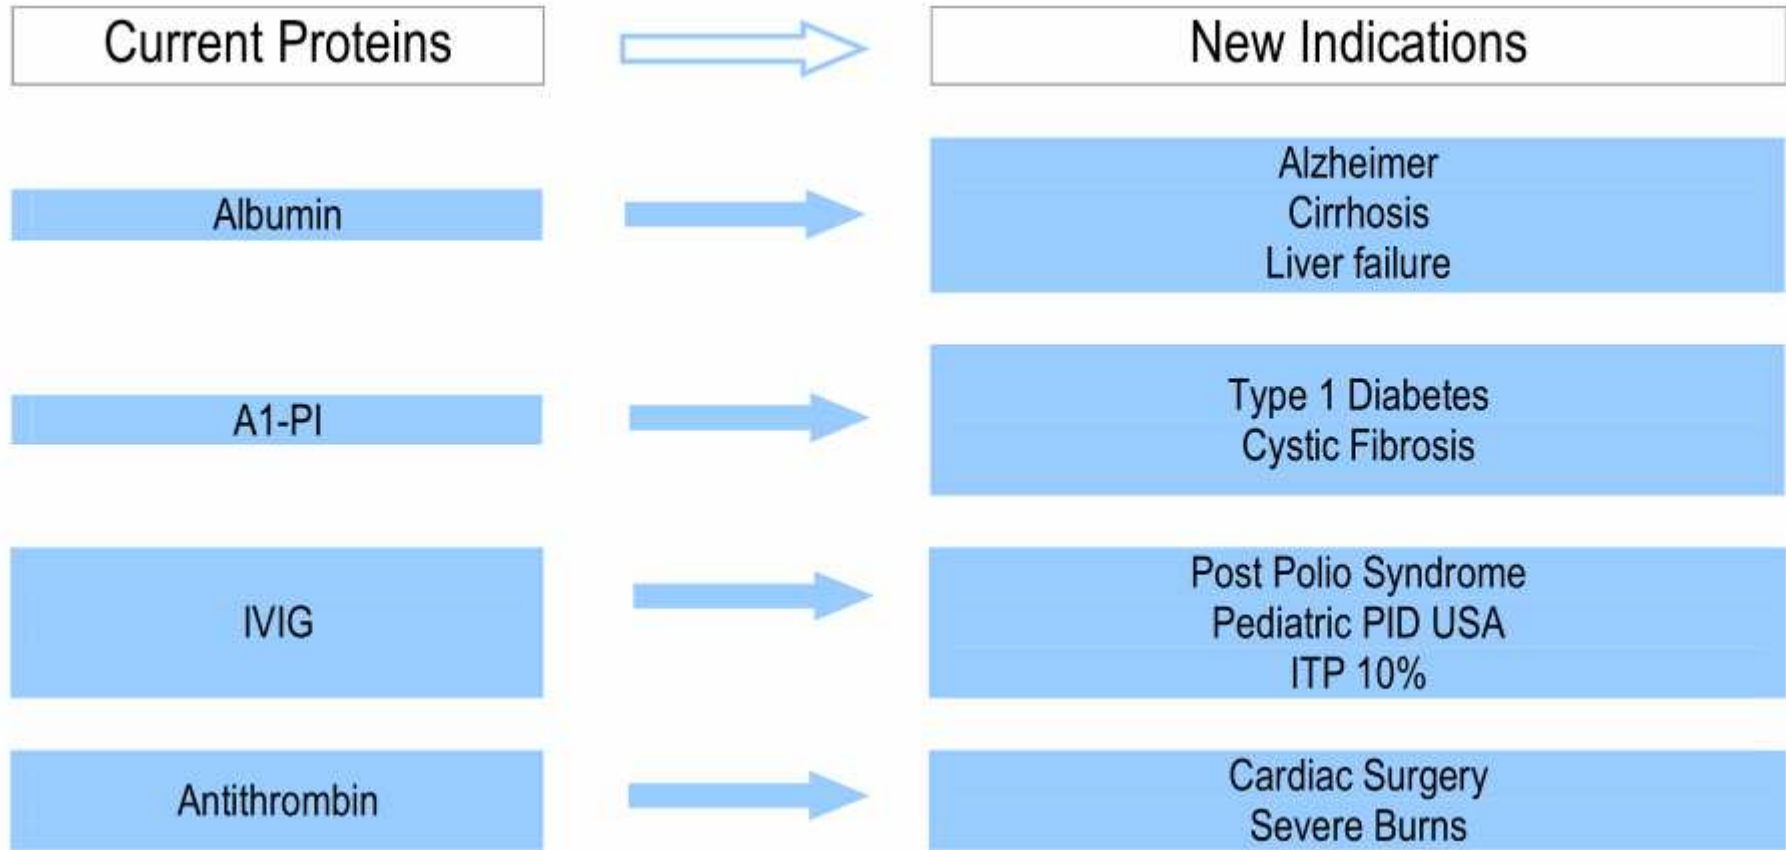 Current Proteins
New Indications
Albumin
Alzheimer
Cirrhosis
Liver failure
A1-PI
Type 1 Diabetes
Cystic Fibrosis
IVIG
Post Polio Syndrome
Pediatric PID USA
ITP 10%
Antithrombin
Cardiac Surgery
Severe Burns